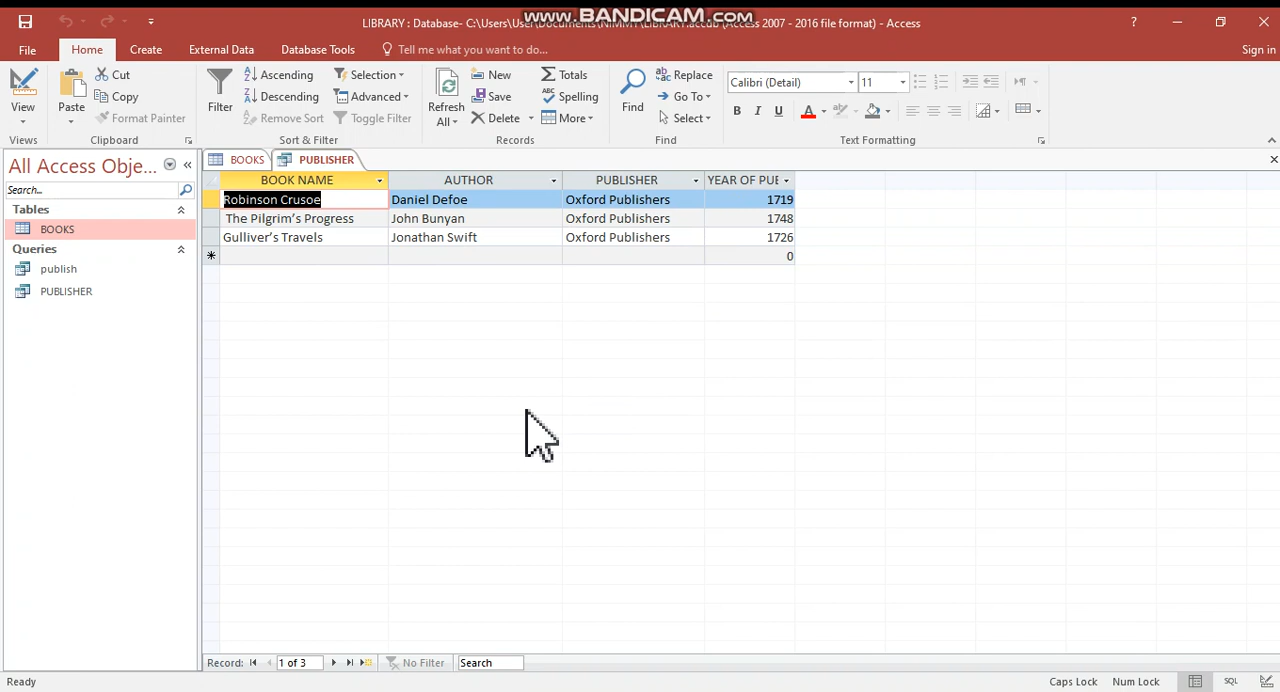 www.BANDICAM.com
LIBRARY : Database- C:\Users\User\Documents\NIMMY\LIBRARY.accdb (Access 2007 - 2016 file format) - Access
?
File Home Create External Data Database Tools Tell me what you want to do... Sign in
View
Views
Paste
Cut
Copy
Format Painter
Clipboard
Filter
Ascending
Descending
Remove Sort
Selection
Advanced
Toggle Filter
Sort & Filter
Refresh
All
New
Save
Delete
Totals
Spelling
More
Records
Find
Replace
Go To
Select
Find
Calibri (Detail) 11
B I U A
Text Formatting
All Access Obje...
Search...
Tables
BOOKS
Queries
publish
PUBLISHER
BOOKS PUBLISHER
BOOK NAME AUTHOR PUBLISHER YEAR OF PUE
Robinson Crusoe Daniel Defoe Oxford Publishers 1719
The Pilgrim’s Progress John Bunyan Oxford Publishers 1748
Gulliver’s Travels Jonathan Swift Oxford Publishers 1726
0
Record: 1 of 3 No Filter Search
Ready Caps Lock Num Lock SQL